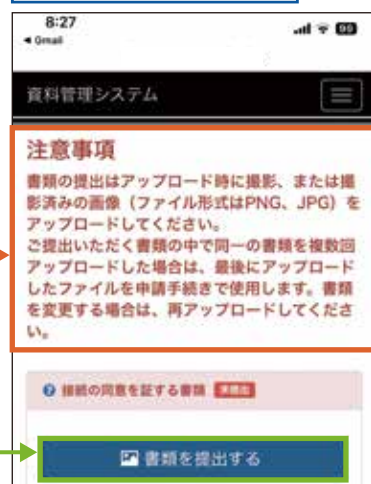 8:27
◀ Gmail
資料管理システム
注意事項
書類の提出はアップロード時に撮影、または撮
影済みの画像（ファイル形式はPNG、JPG）を
アップロードしてください。
ご提出いただく書類の中で同一の書類を複数回
アップロードした場合は、最後にアップロード
したファイルを申請手続きで使用します。書類
を変更する場合は、再アップロードしてくださ
い。
接続の同意を証する書類 未提出
書類を提出する